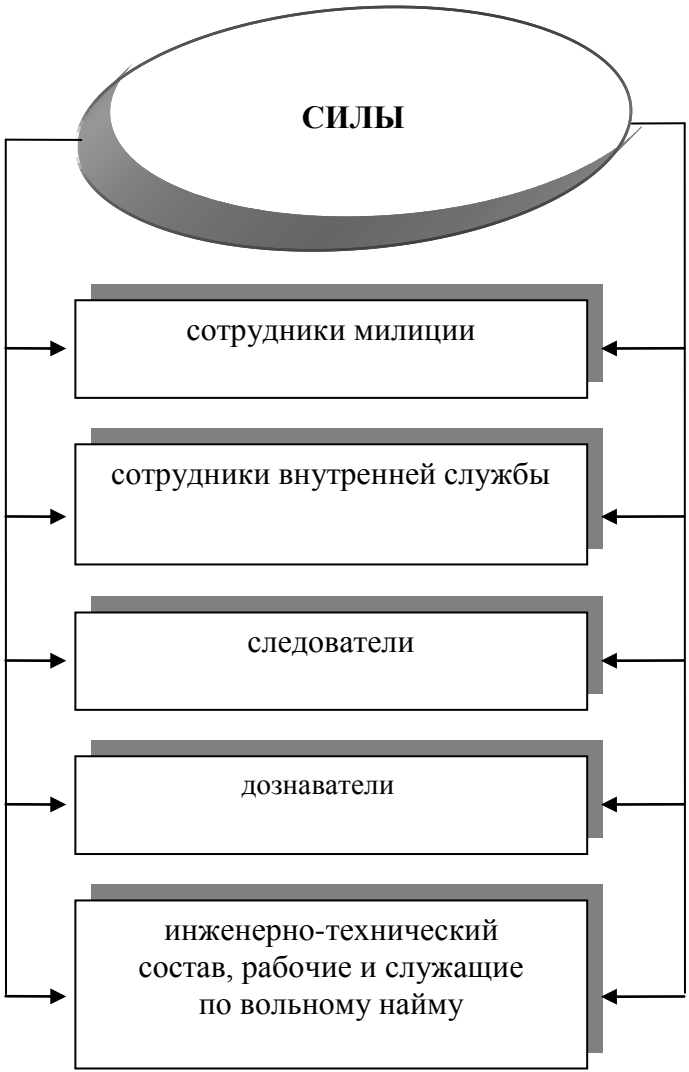 СИЛЫ
сотрудники милиции
сотрудники внутренней службы
следователи
дознаватели
инженерно-технический
состав, рабочие и служащие
по вольному найму